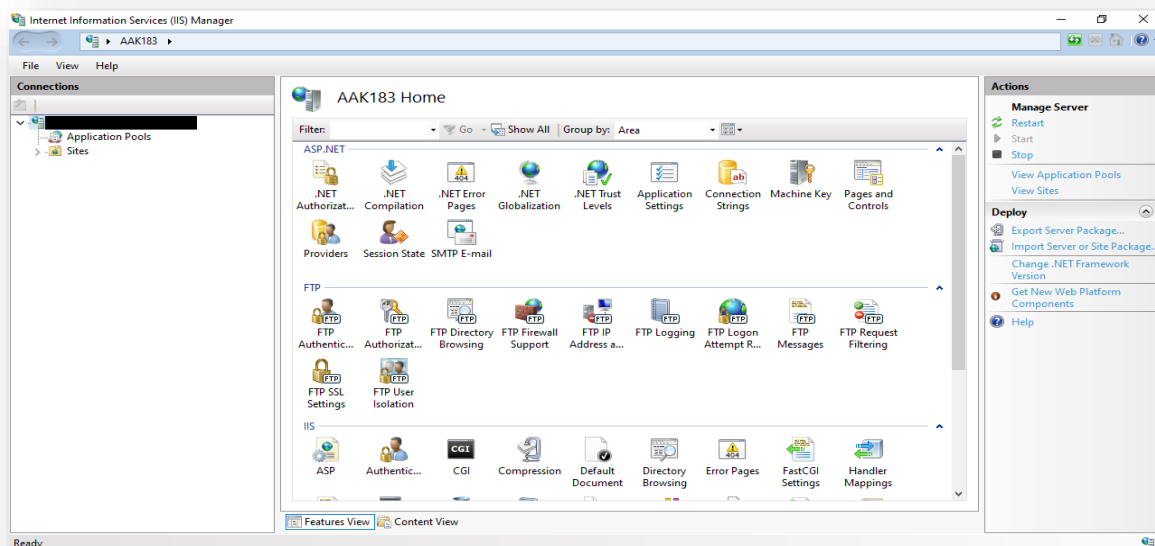 Internet Information Services (IIS) Manager
AAK183
File View Help
Connections
Application Pools
Sites
AAK183 Home
Filter: Go Show All Group by: Area
ASP.NET
.NET Authorizat...
.NET Compilation
.NET Error Pages
.NET Globalization
.NET Trust Levels
Application Settings
Connection Strings
Machine Key
Pages and Controls
Providers
Session State
SMTP E-mail
FTP
FTP Authentic...
FTP Authorizat...
FTP Directory Browsing
FTP Firewall Support
FTP IP Address a...
FTP Logging
FTP Logon Attempt R...
FTP Messages
FTP Request Filtering
FTP SSL Settings
FTP User Isolation
IIS
ASP
Authentic...
CGI
Compression
Default Document
Directory Browsing
Error Pages
FastCGI Settings
Handler Mappings
Features View
Content View
Actions
Manage Server
Restart
Start
Stop
View Application Pools
View Sites
Deploy
Export Server Package...
Import Server or Site Package..
Change .NET Framework
Version
Get New Web Platform
Components
Help
Ready